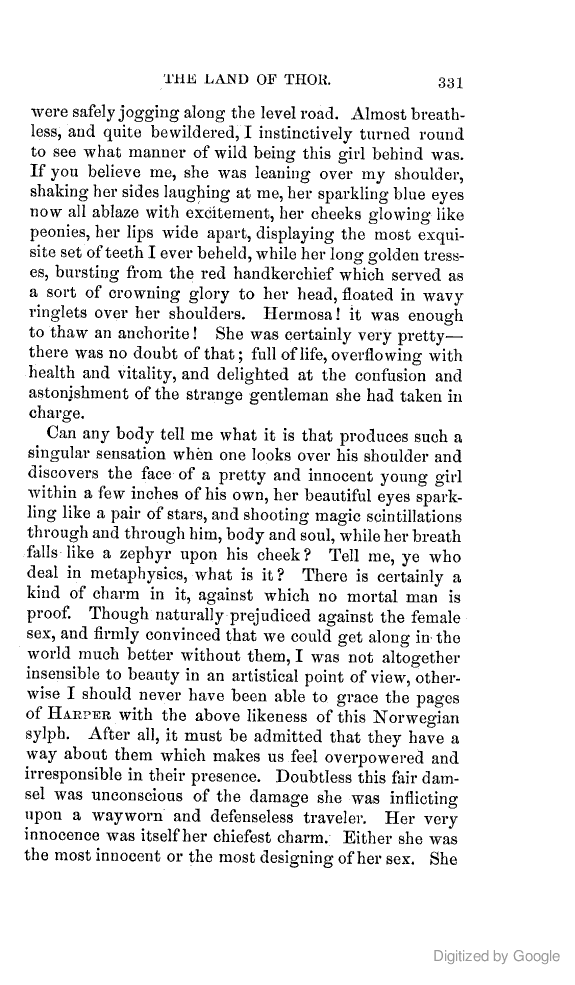 THE LAND OF THOR. 331
were safely jogging along the level road. Almost breath-
less, and quite bewildered, I instinctively turned round
to see what manner of wild being this girl behind was.
If you believe me, she was leaning over my shoulder,
shaking her sides laughing at me, her sparkling blue eyes
now all ablaze with excitement, her cheeks glowing like
peonies, her lips wide apart, displaying the most exqui-
site set of teeth I ever beheld, while her long golden tress-
es, bursting from the red handkerchief which served as
a sort of crowning glory to her head, floated in wavy
ringlets over her shoulders. Hermosa! it was enough
to thaw an anchorite! She was certainly very pretty—
there was no doubt of that; full of life, overflowing with
health and vitality, and delighted at the confusion and
astonishment of the strange gentleman she had taken in
charge.
Can any body tell me what it is that produces such a
singular sensation when one looks over his shoulder and
discovers the face of a pretty and innocent young girl
within a few inches of his own, her beautiful eyes spark-
ling like a pair of stars, and shooting magic scintillations
through and through him, body and soul, while her breath
falls like a zephyr upon his cheek? Tell me, ye who
deal in metaphysics, what is it? There is certainly a
kind of charm in it, against which no mortal man is
proof. Though naturally prejudiced against the female
sex, and firmly convinced that we could get along in the
world much better without them, I was not altogether
insensible to beauty in an artistical point of view, other-
wise I should never have been able to grace the pages
of HARPER with the above likeness of this Norwegian
sylph. After all, it must be admitted that they have a
way about them which makes us feel overpowered and
irresponsible in their presence. Doubtless this fair dam-
sel was unconscious of the damage she was inflicting
upon a wayworn and defenseless traveler. Her very
innocence was itself her chiefest charm. Either she was
the most innocent or the most designing of her sex. She
Digitized by Google